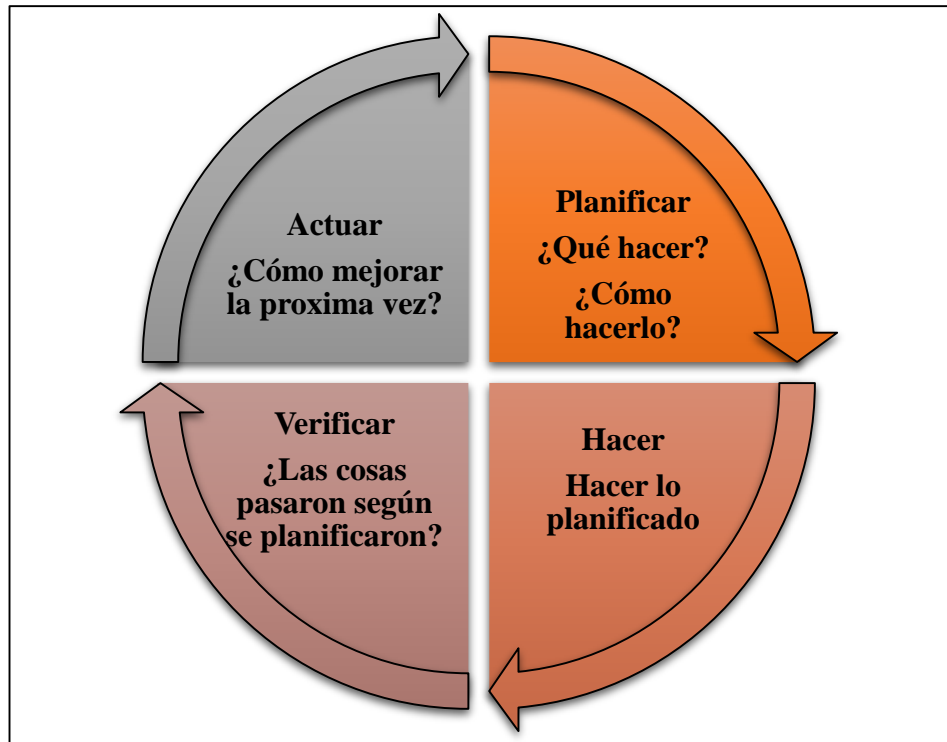 Actuar
¿Cómo mejorar
la proxima vez?
Planificar
¿Qué hacer?
¿Cómo
hacerlo?
Verificar
¿Las cosas
pasaron según
se planificaron?
Hacer
Hacer lo
planificado